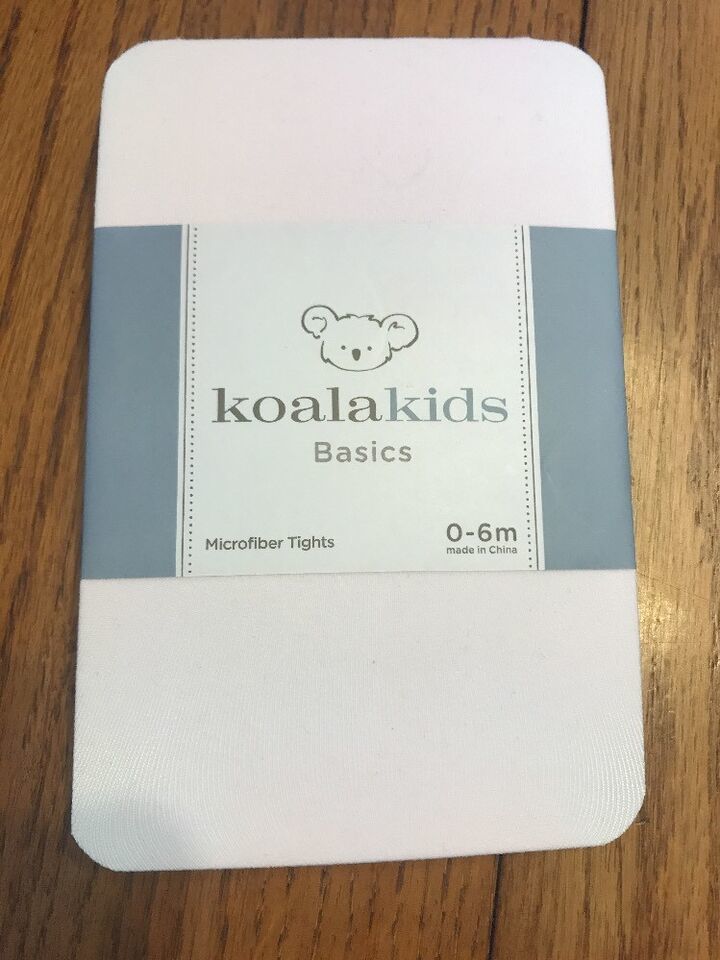 koalakids
Basics
Microfiber Tights
0-6m
made in China